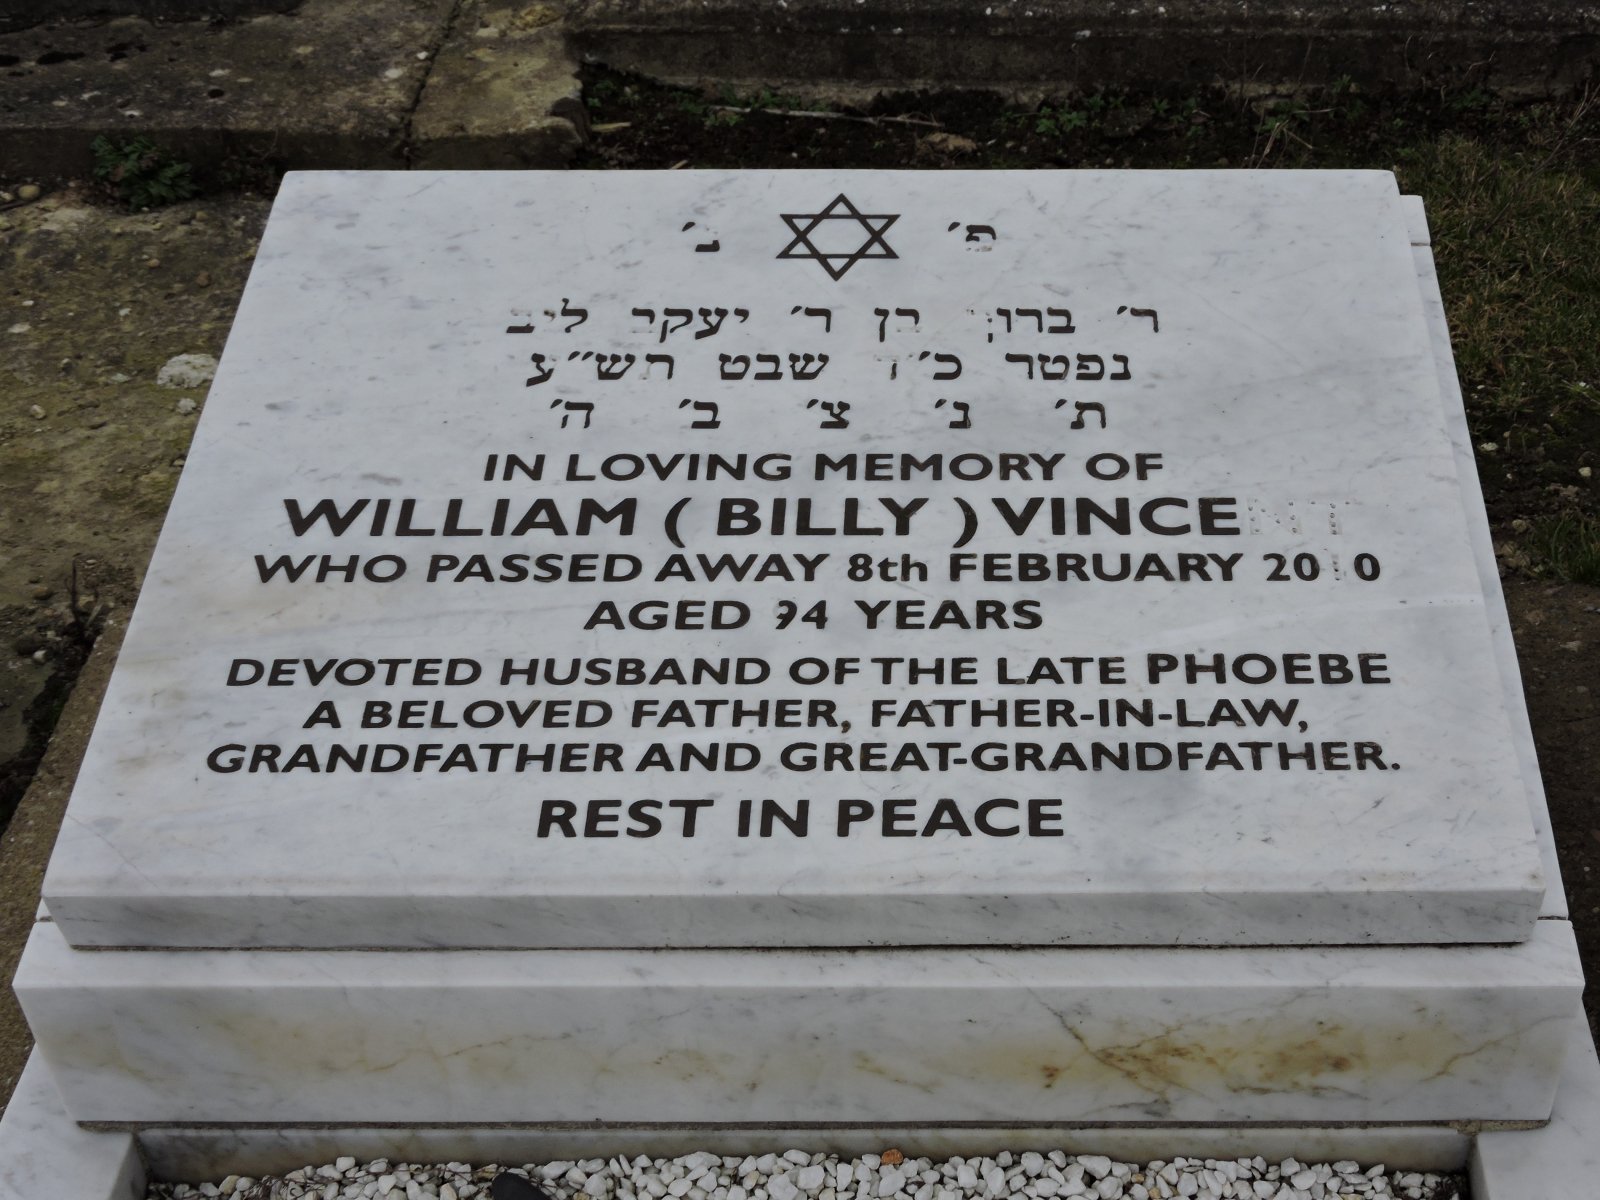 פ׳ נ׳
ר׳ ברוך בן ר׳ יעקב ליב
נפטר כ״ד שבט תש״ע
ת׳ נ׳ צ׳ ב׳ ה׳
IN LOVING MEMORY OF
WILLIAM ( BILLY ) VINCENT
WHO PASSED AWAY 8th FEBRUARY 2010
AGED 94 YEARS
DEVOTED HUSBAND OF THE LATE PHOEBE
A BELOVED FATHER, FATHER-IN-LAW,
GRANDFATHER AND GREAT-GRANDFATHER.
REST IN PEACE